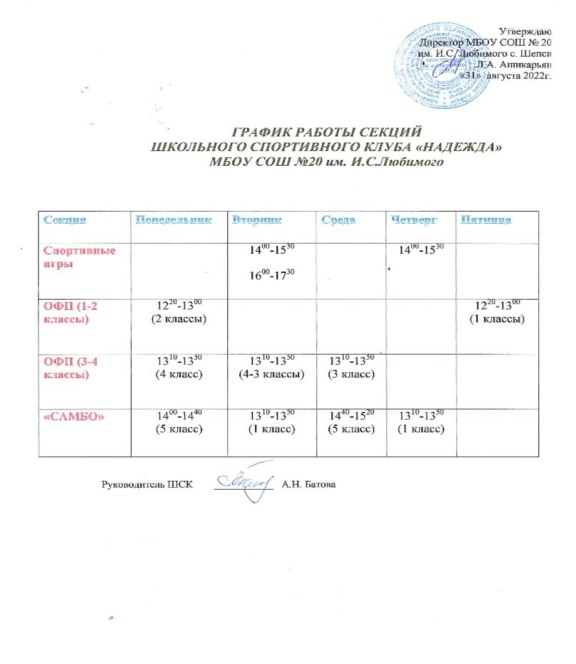 Утверждаю
Директор МБОУ СОШ № 20
им. И.С.Любимого с. Шепси
Л.А. Ашикарьян
«31» августа 2022г.
ГРАФИК РАБОТЫ СЕКЦИЙ
ШКОЛЬНОГО СПОРТИВНОГО КЛУБА «НАДЕЖДА»
МБОУ СОШ №20 им. И.С.Любимого
Секция Понедельник Вторник Среда Четверг Пятница
Спортивные игры 14⁰⁰-15³⁰ 14⁰⁰-15³⁰
16⁰⁰-17³⁰
ОФП (1-2 12²⁰-13⁰⁰ 12²⁰-13⁰⁰
классы) (2 классы) (1 классы)
ОФП (3-4 13¹⁰-13⁵⁰ 13¹⁰-13⁵⁰ 13¹⁰-13⁵⁰
классы) (4 класс) (4-3 классы) (3 класс)
«САМБО» 14⁰⁰-14⁴⁰ 13¹⁰-13⁵⁰ 14⁴⁰-15²⁰ 13¹⁰-13⁵⁰
(5 класс) (1 класс) (5 класс) (1 класс)
Руководитель ШСК А.Н. Батова